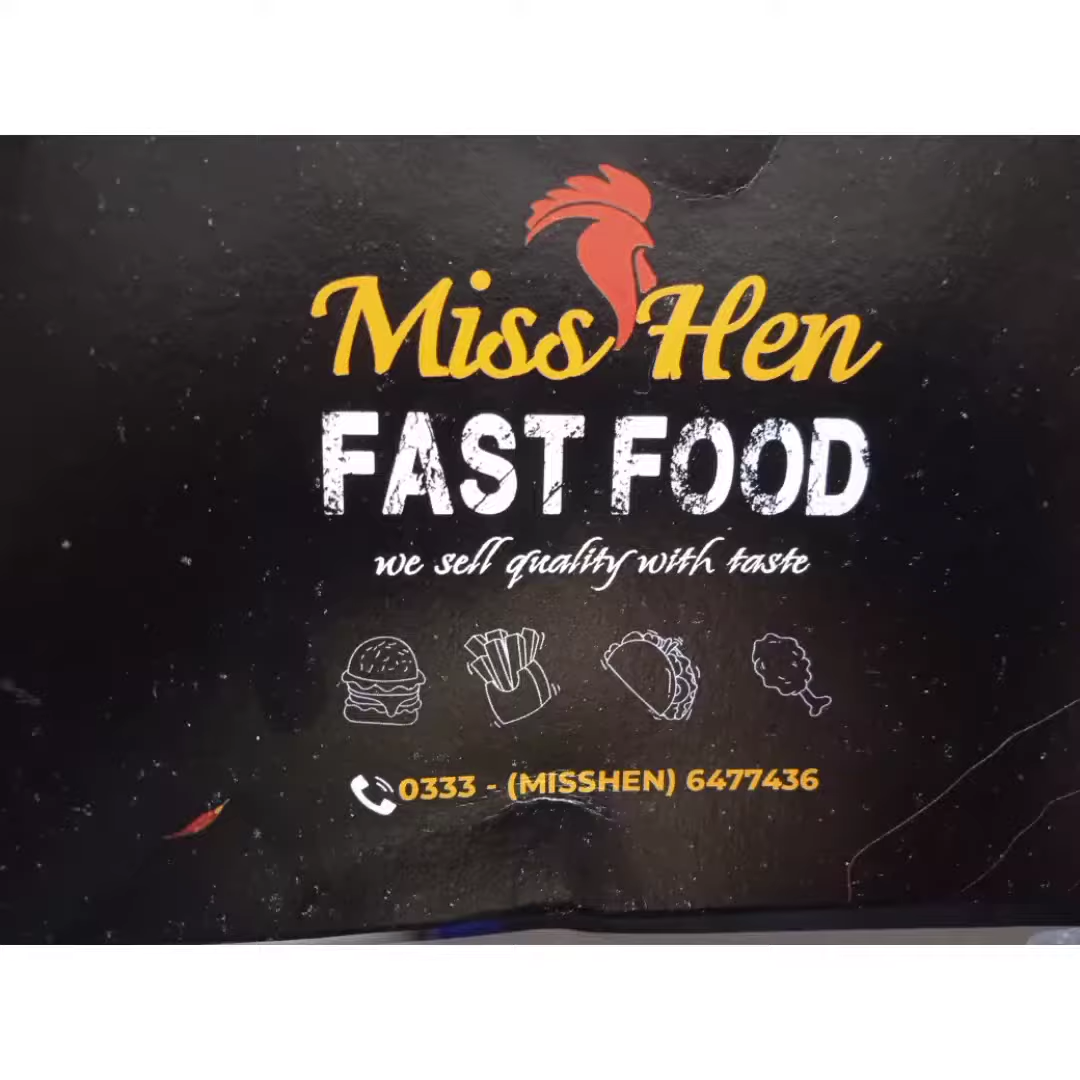 Miss Hen
FAST FOOD
we sell quality with taste
0333 - (MISSHEN) 6477436